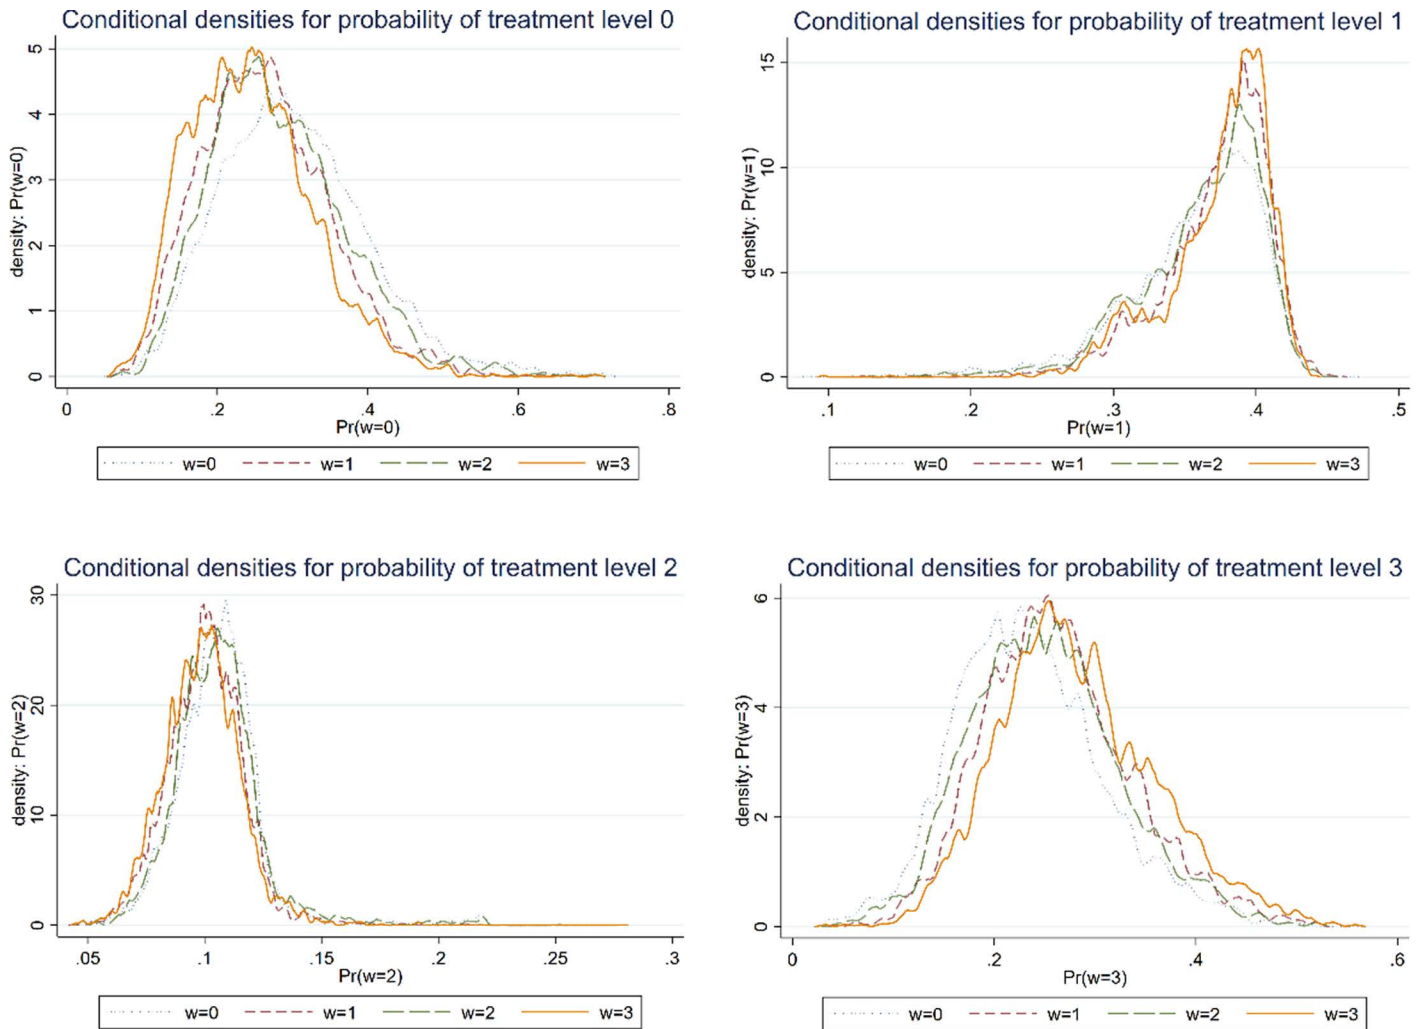 Conditional densities for probability of treatment level 0
density: Pr(w=0)
5
4
3
2
1
0
0 .2 .4 .6 .8
Pr(w=0)
w=0 w=1 w=2 w=3
Conditional densities for probability of treatment level 1
density: Pr(w=1)
15
10
5
0
.1 .2 .3 .4 .5
Pr(w=1)
w=0 w=1 w=2 w=3
Conditional densities for probability of treatment level 2
density: Pr(w=2)
30
20
10
0
.05 .1 .15 .2 .25 .3
Pr(w=2)
w=0 w=1 w=2 w=3
Conditional densities for probability of treatment level 3
density: Pr(w=3)
6
4
2
0
0 .2 .4 .6
Pr(w=3)
w=0 w=1 w=2 w=3